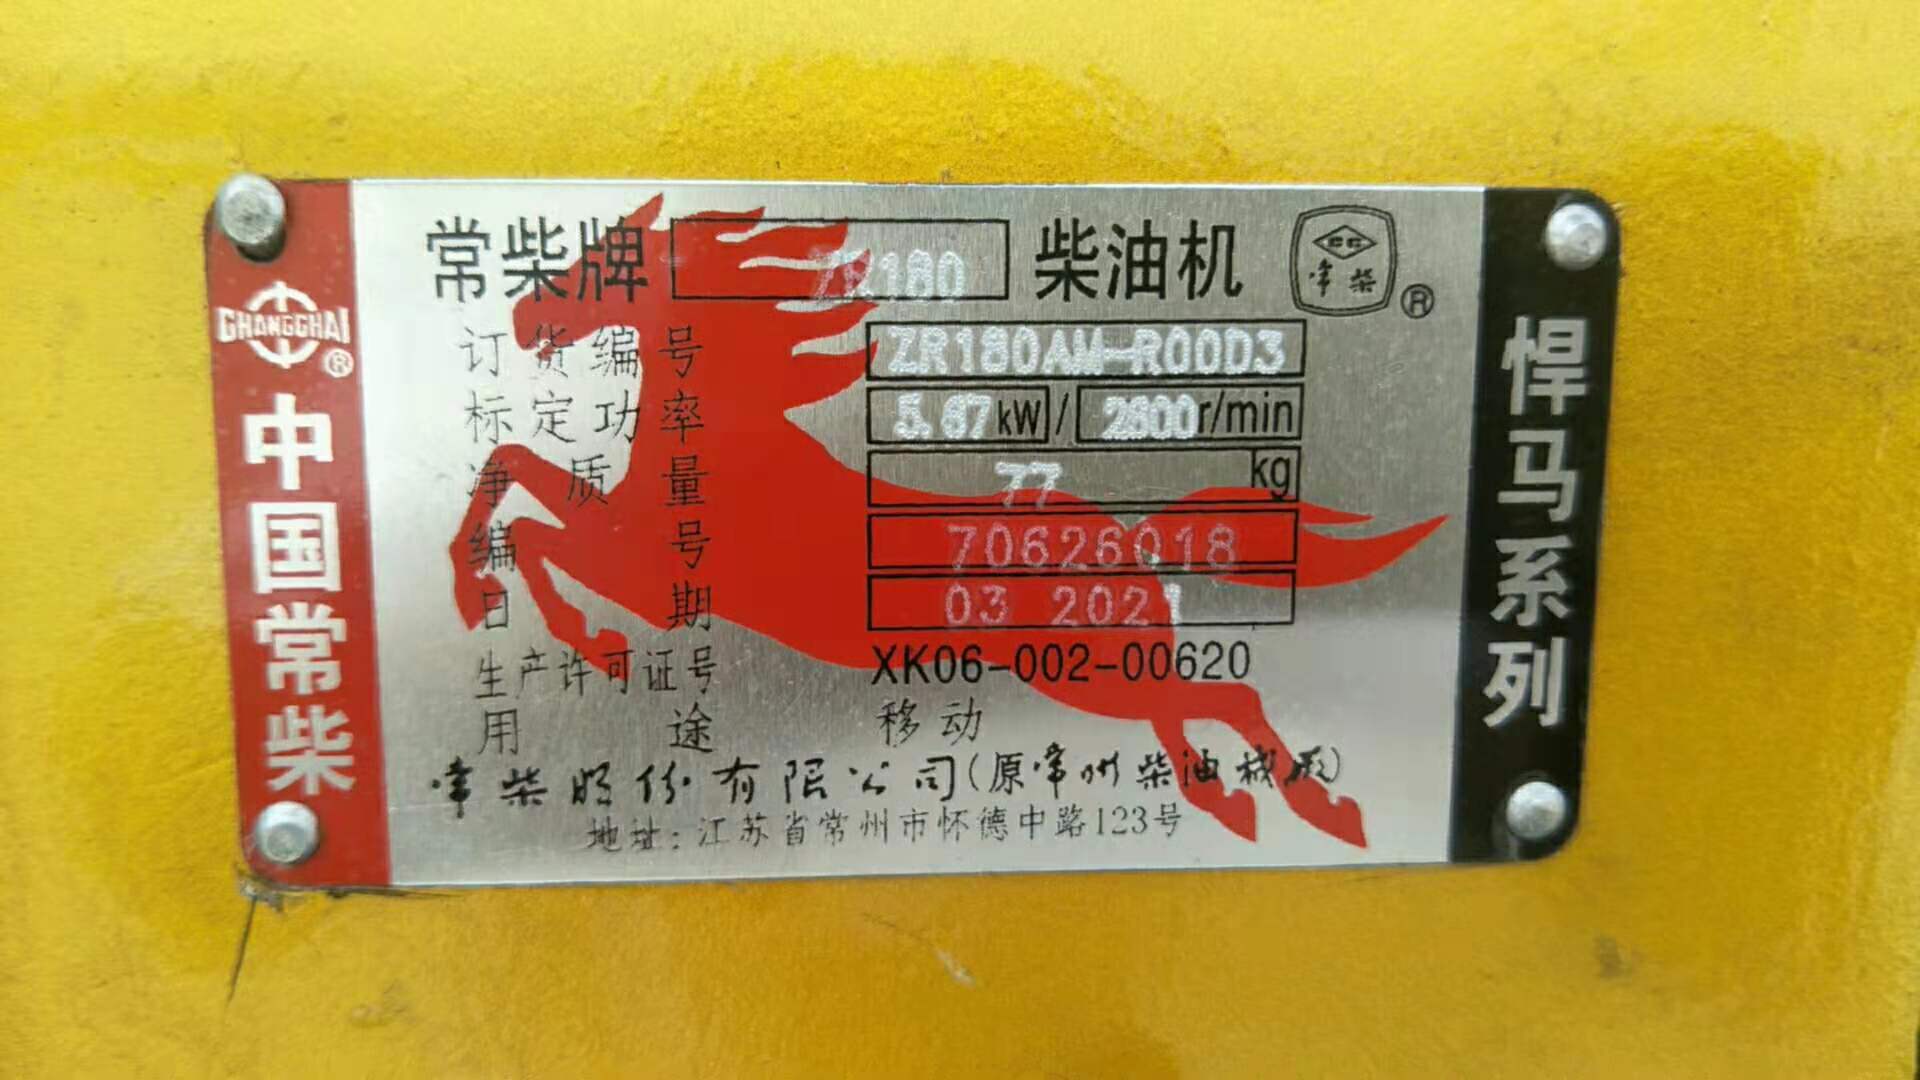 CHANGCHAI
®
中国常柴
常柴牌 ZR180 柴油机
CC
常柴
®
订货编号 ZR180AM-R00D3
标定功率 5.67kW/2600r/min
净质量 77 kg
编号 70626018
日期 03 2021
生产许可证号 XK06-002-00620
用途 移动
常柴股份有限公司(原常州柴油机厂)
地址:江苏省常州市怀德中路123号
悍马系列